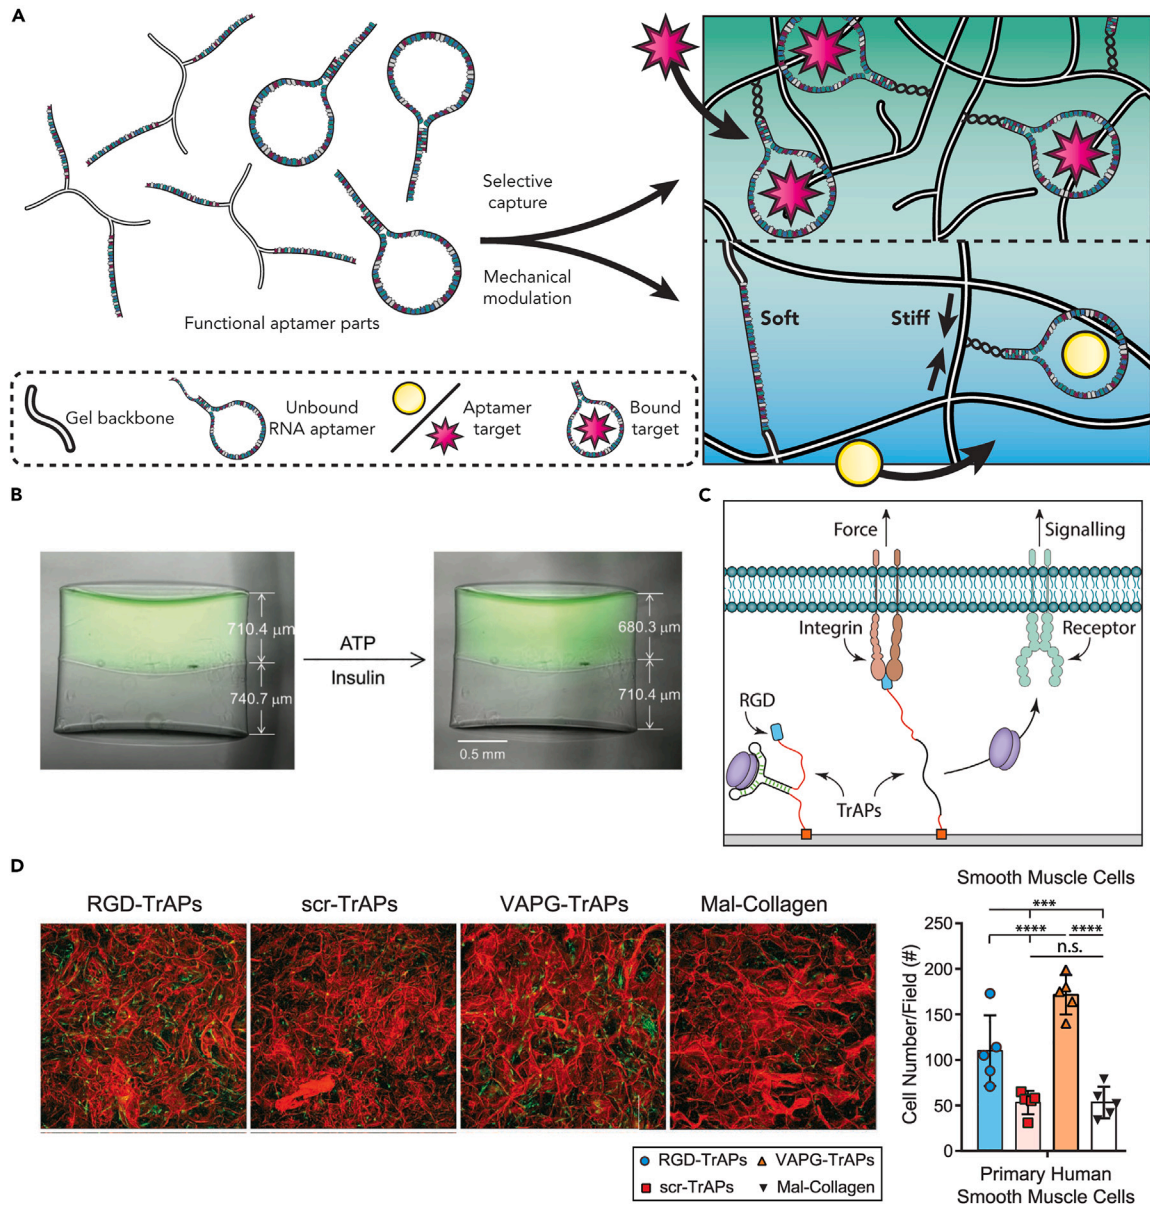 A
Selective
capture
Mechanical
modulation
Functional aptamer parts
Soft
Stiff
Gel backbone
Unbound
RNA aptamer
Aptamer
target
Bound
target
B
710.4 μm
740.7 μm
ATP
Insulin
680.3 μm
710.4 μm
0.5 mm
C
Force
Signalling
Integrin
Receptor
RGD
TrAPs
D
RGD-TrAPs
scr-TrAPs
VAPG-TrAPs
Mal-Collagen
Smooth Muscle Cells
***
**** ****
n.s.
Cell Number/Field (#)
250
200
150
100
50
0
Primary Human
Smooth Muscle Cells
RGD-TrAPs
VAPG-TrAPs
scr-TrAPs
Mal-Collagen